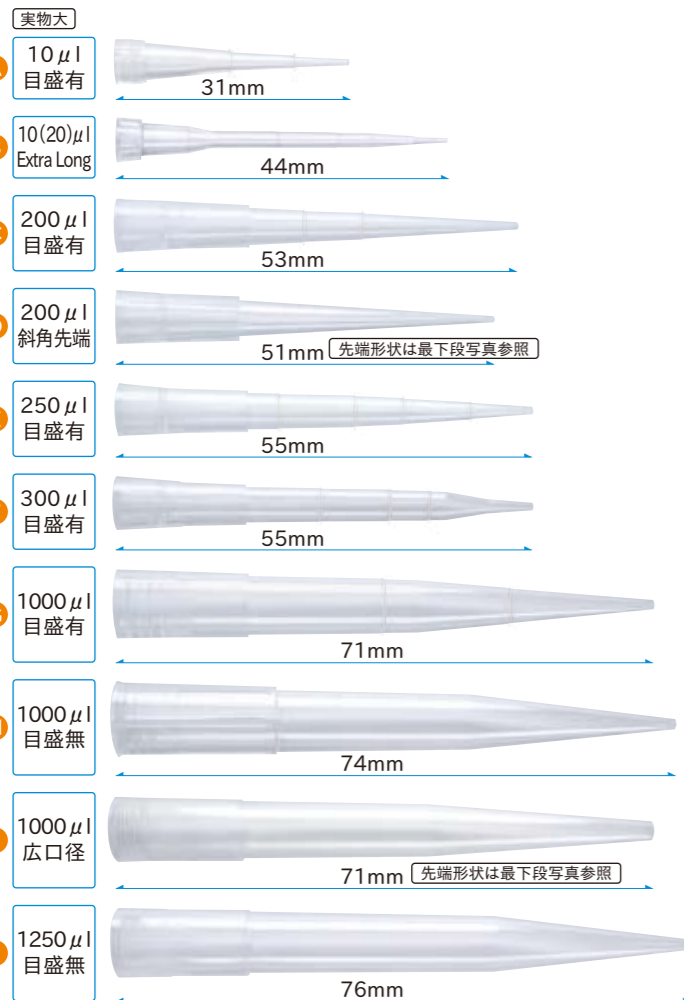 実物大
10μl
目盛有
31mm
10(20)μl
Extra Long
44mm
200μl
目盛有
53mm
200μl
斜角先端
51mm 先端形状は最下段写真参照
250μl
目盛有
55mm
300μl
目盛有
55mm
1000μl
目盛有
71mm
1000μl
目盛無
74mm
1000μl
広口径
71mm 先端形状は最下段写真参照
1250μl
目盛無
76mm